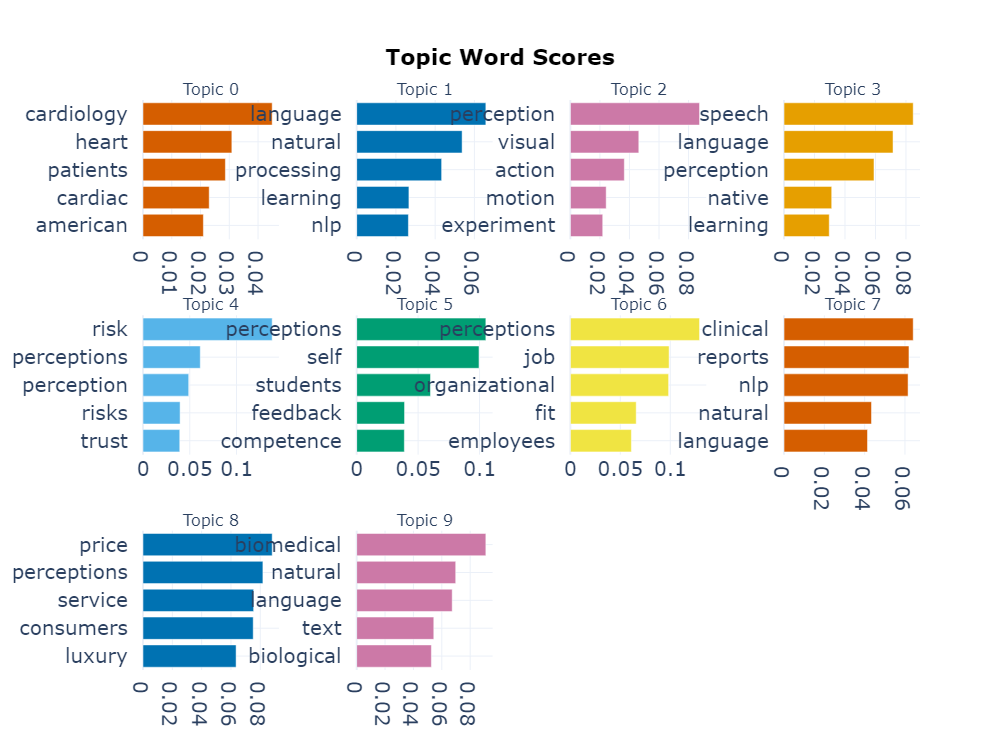 Topic Word Scores
Topic 0
cardiology
heart
patients
cardiac
american
0 0.01 0.02 0.03 0.04
Topic 1
language
natural
processing
learning
nlp
0 0.02 0.04 0.06
Topic 2
perception
visual
action
motion
experiment
0 0.02 0.04 0.06 0.08
Topic 3
speech
language
perception
native
learning
0 0.02 0.04 0.06 0.08
Topic 4
risk
perceptions
perception
risks
trust
0 0.05 0.1
Topic 5
perceptions
self
students
feedback
competence
0 0.05 0.1
Topic 6
perceptions
job
organizational
fit
employees
0 0.05 0.1
Topic 7
clinical
reports
nlp
natural
language
0 0.02 0.04 0.06
Topic 8
price
perceptions
service
consumers
luxury
0 0.02 0.04 0.06 0.08
Topic 9
biomedical
natural
language
text
biological
0 0.02 0.04 0.06 0.08